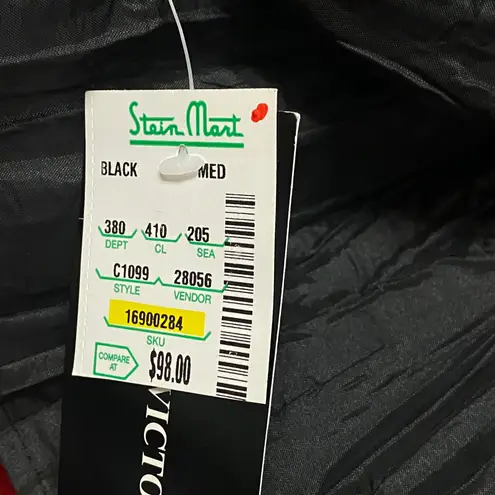 Stein Mart
BLACK MED
380 410 205
DEPT CL SEA
C1099 28056
STYLE VENDOR
16900284
SKU
COMPARE AT $98.00
VICTO